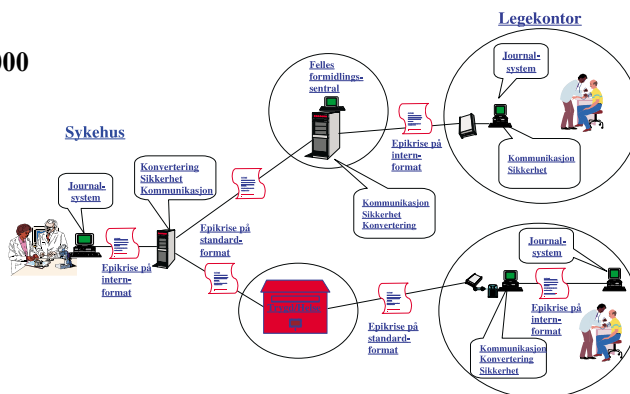 Legekontor
Felles
formidlings-
sentral
Journal-
system
Sykehus
Epikrise på
intern-
format
Kommunikasjon
Sikkerhet
Konvertering
Sikkerhet
Kommunikasjon
Journal-
system
Kommunikasjon
Sikkerhet
Konvertering
Epikrise på
standard-
format
Epikrise på
intern-
format
Journal-
system
Epikrise på
standard-
format
Epikrise på
intern-
format
Kommunikasjon
Konvertering
Sikkerhet